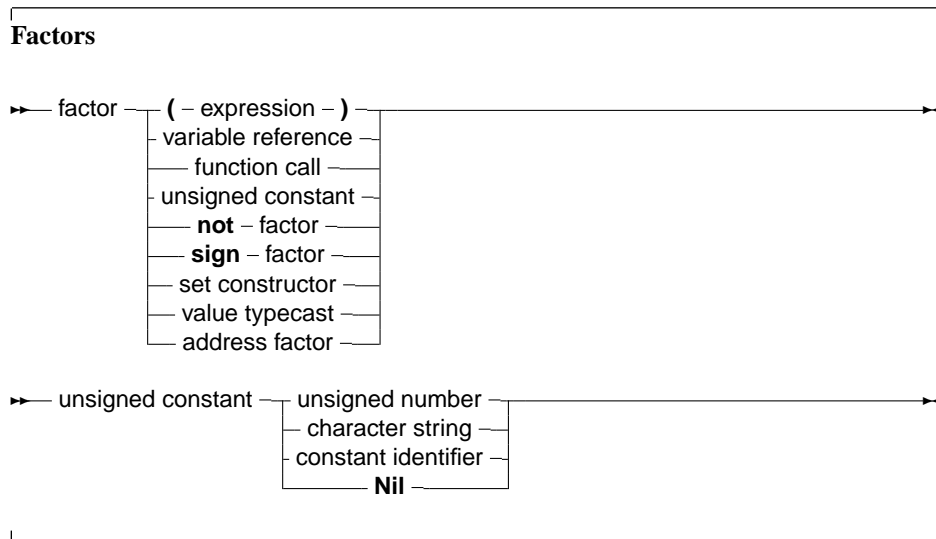 Factors
factor ( expression )
variable reference
function call
unsigned constant
not factor
sign factor
set constructor
value typecast
address factor
unsigned constant unsigned number
character string
constant identifier
Nil